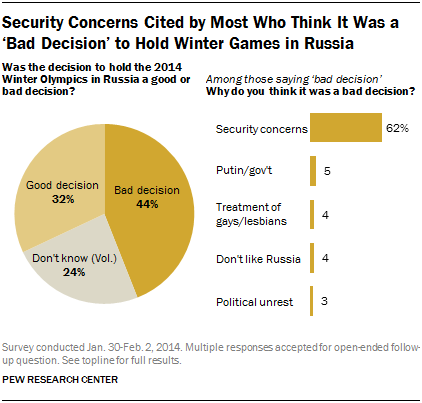 Security Concerns Cited by Most Who Think It Was a
‘Bad Decision’ to Hold Winter Games in Russia
Was the decision to hold the 2014
Winter Olympics in Russia a good or
bad decision?
Good decision
32%
Bad decision
44%
Don't know (Vol.)
24%
Among those saying ‘bad decision’
Why do you think it was a bad decision?
Security concerns 62%
Putin/gov't 5
Treatment of
gays/lesbians 4
Don't like Russia 4
Political unrest 3
Survey conducted Jan. 30-Feb. 2, 2014. Multiple responses accepted for open-ended follow-
up question. See topline for full results.
PEW RESEARCH CENTER